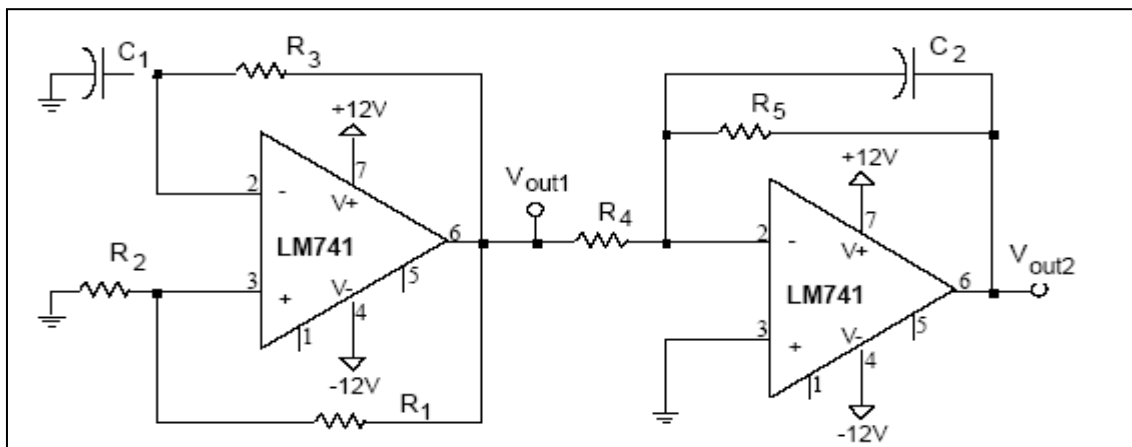 C1
R3
C2
+12V
R5
7
+12V
2
-
V+
Vout1
7
R4
LM741
6
2
-
V+
R2
3
+
V-
5
LM741
6
Vout2
1
4
3
+
V-
5
-12V
1
4
R1
-12V